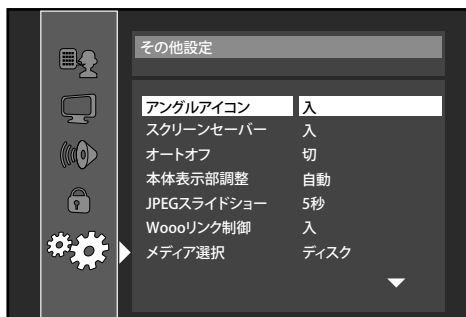 その他設定
アングルアイコン 入
スクリーンセーバー 入
オートオフ 切
本体表示部調整 自動
JPEGスライドショー 5秒
Woooリンク制御 入
メディア選択 ディスク